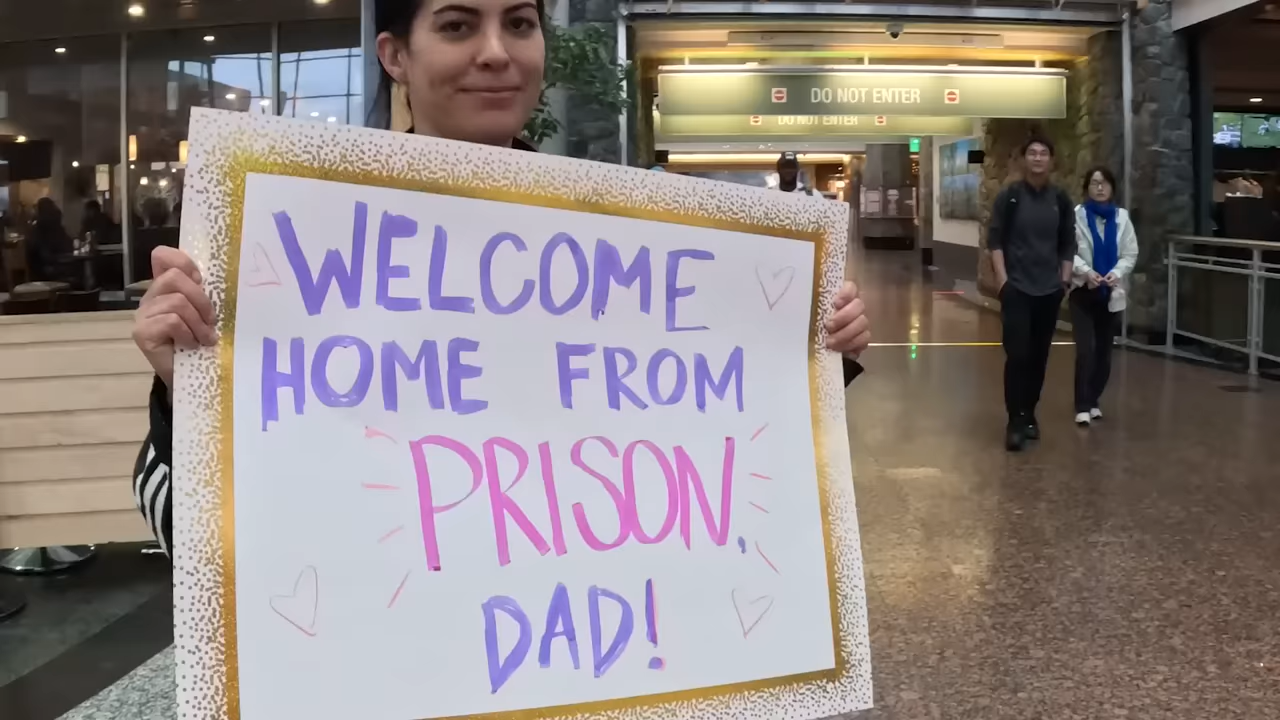 DO NOT ENTER
DO NOT ENTER
WELCOME
HOME FROM
PRISON,
DAD!